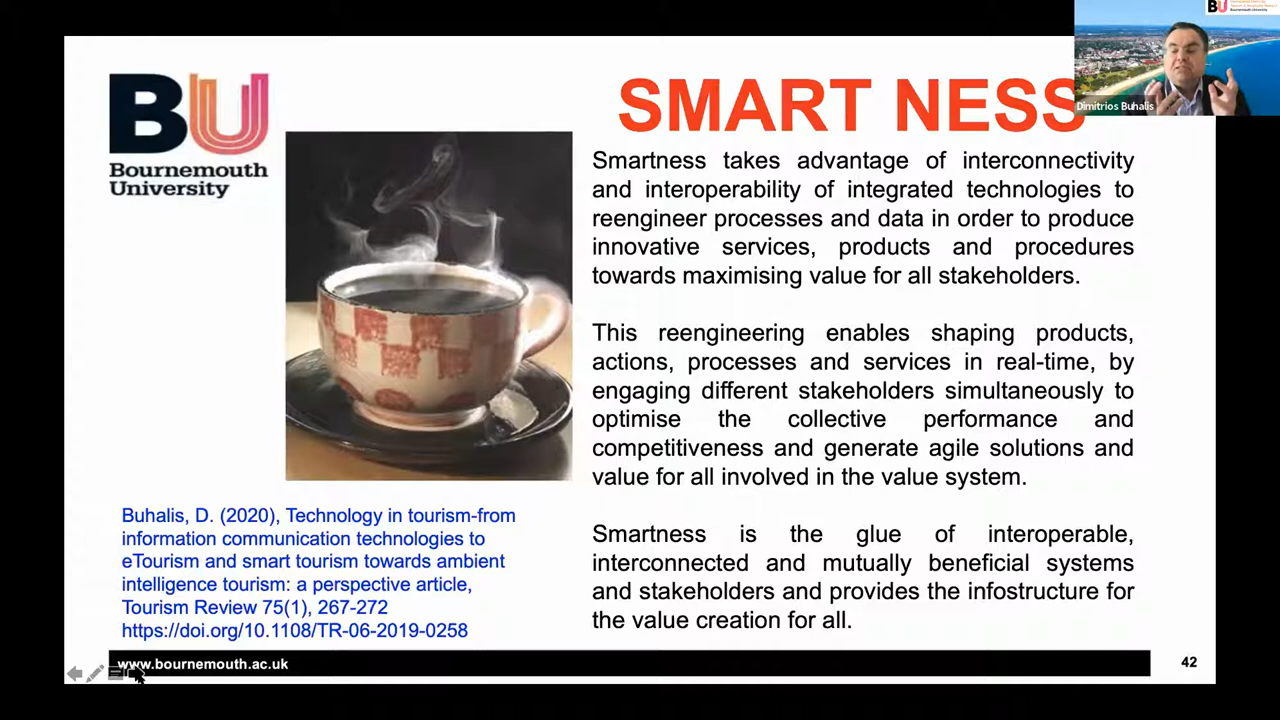 BU
Bournemouth
University
BU
Bournemouth University
Dimitrios Buhalis
SMART NESS
Smartness takes advantage of interconnectivity
and interoperability of integrated technologies to
reengineer processes and data in order to produce
innovative services, products and procedures
towards maximising value for all stakeholders.
This reengineering enables shaping products,
actions, processes and services in real-time, by
engaging different stakeholders simultaneously to
optimise the collective performance and
competitiveness and generate agile solutions and
value for all involved in the value system.
Smartness is the glue of interoperable,
interconnected and mutually beneficial systems
and stakeholders and provides the infostructure for
the value creation for all.
Buhalis, D. (2020), Technology in tourism-from
information communication technologies to
eTourism and smart tourism towards ambient
intelligence tourism: a perspective article,
Tourism Review 75(1), 267-272
https://doi.org/10.1108/TR-06-2019-0258
www.bournemouth.ac.uk
42